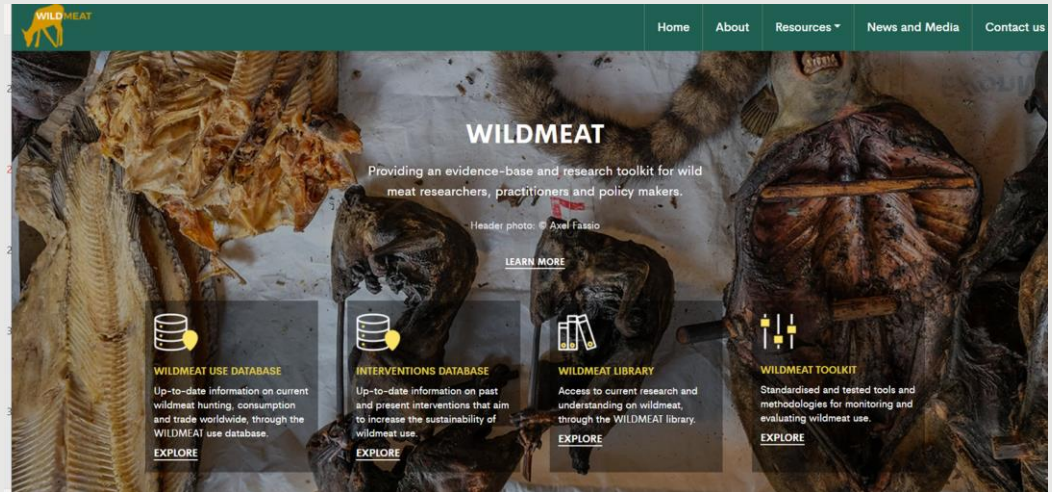 WILDMEAT
Home
About
Resources
News and Media
Contact us
WILDMEAT
Providing an evidence-base and research toolkit for wild
meat researchers, practitioners and policy makers.
Header photo: © Axel Fassio
LEARN MORE
WILDMEAT USE DATABASE
Up-to-date information on current
wildmeat hunting, consumption
and trade worldwide, through the
WILDMEAT use database.
EXPLORE
INTERVENTIONS DATABASE
Up-to-date information on past
and present interventions that aim
to increase the sustainability of
wildmeat use.
EXPLORE
WILDMEAT LIBRARY
Access to current research and
understanding on wildmeat,
through the WILDMEAT library.
EXPLORE
WILDMEAT TOOLKIT
Standardised and tested tools and
methodologies for monitoring and
evaluating wildmeat use.
EXPLORE